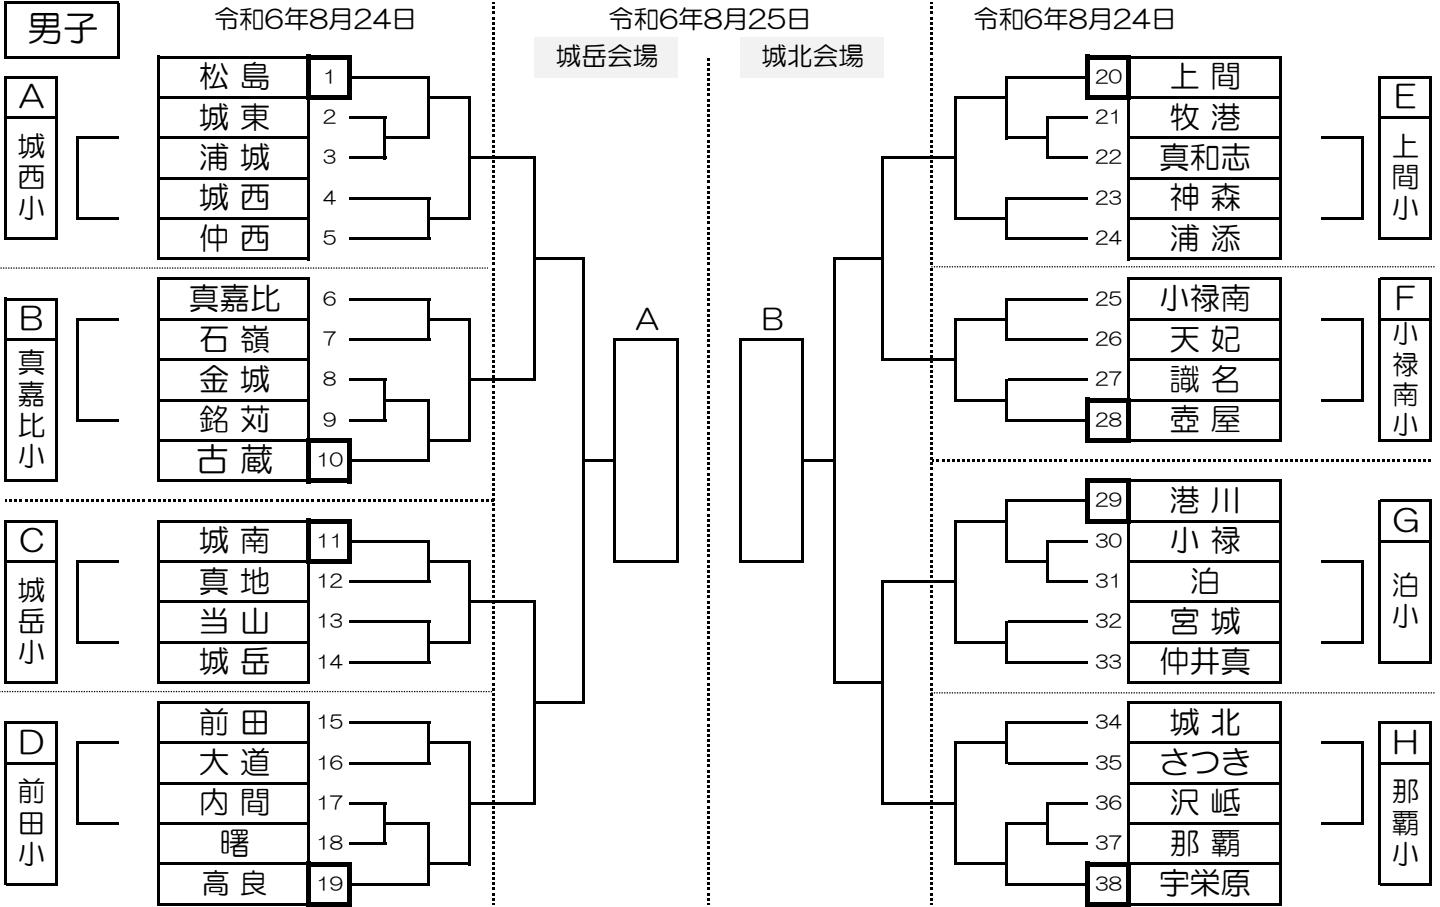 男子
令和6年8月24日
令和6年8月25日
令和6年8月24日
城岳会場
城北会場
A
城西小
松島 1
城東 2
浦城 3
城西 4
仲西 5
B
真嘉比小
真嘉比 6
石嶺 7
金城 8
銘苅 9
古蔵 10
C
城岳小
城南 11
真地 12
当山 13
城岳 14
D
前田小
前田 15
大道 16
内間 17
曙 18
高良 19
A
B
20 上間
21 牧港
22 真和志
23 神森
24 浦添
E
上間小
25 小禄南
26 天妃
27 識名
28 壺屋
F
小禄南小
29 港川
30 小禄
31 泊
32 宮城
33 仲井真
G
泊小
34 城北
35 さつき
36 沢岻
37 那覇
38 宇栄原
H
那覇小